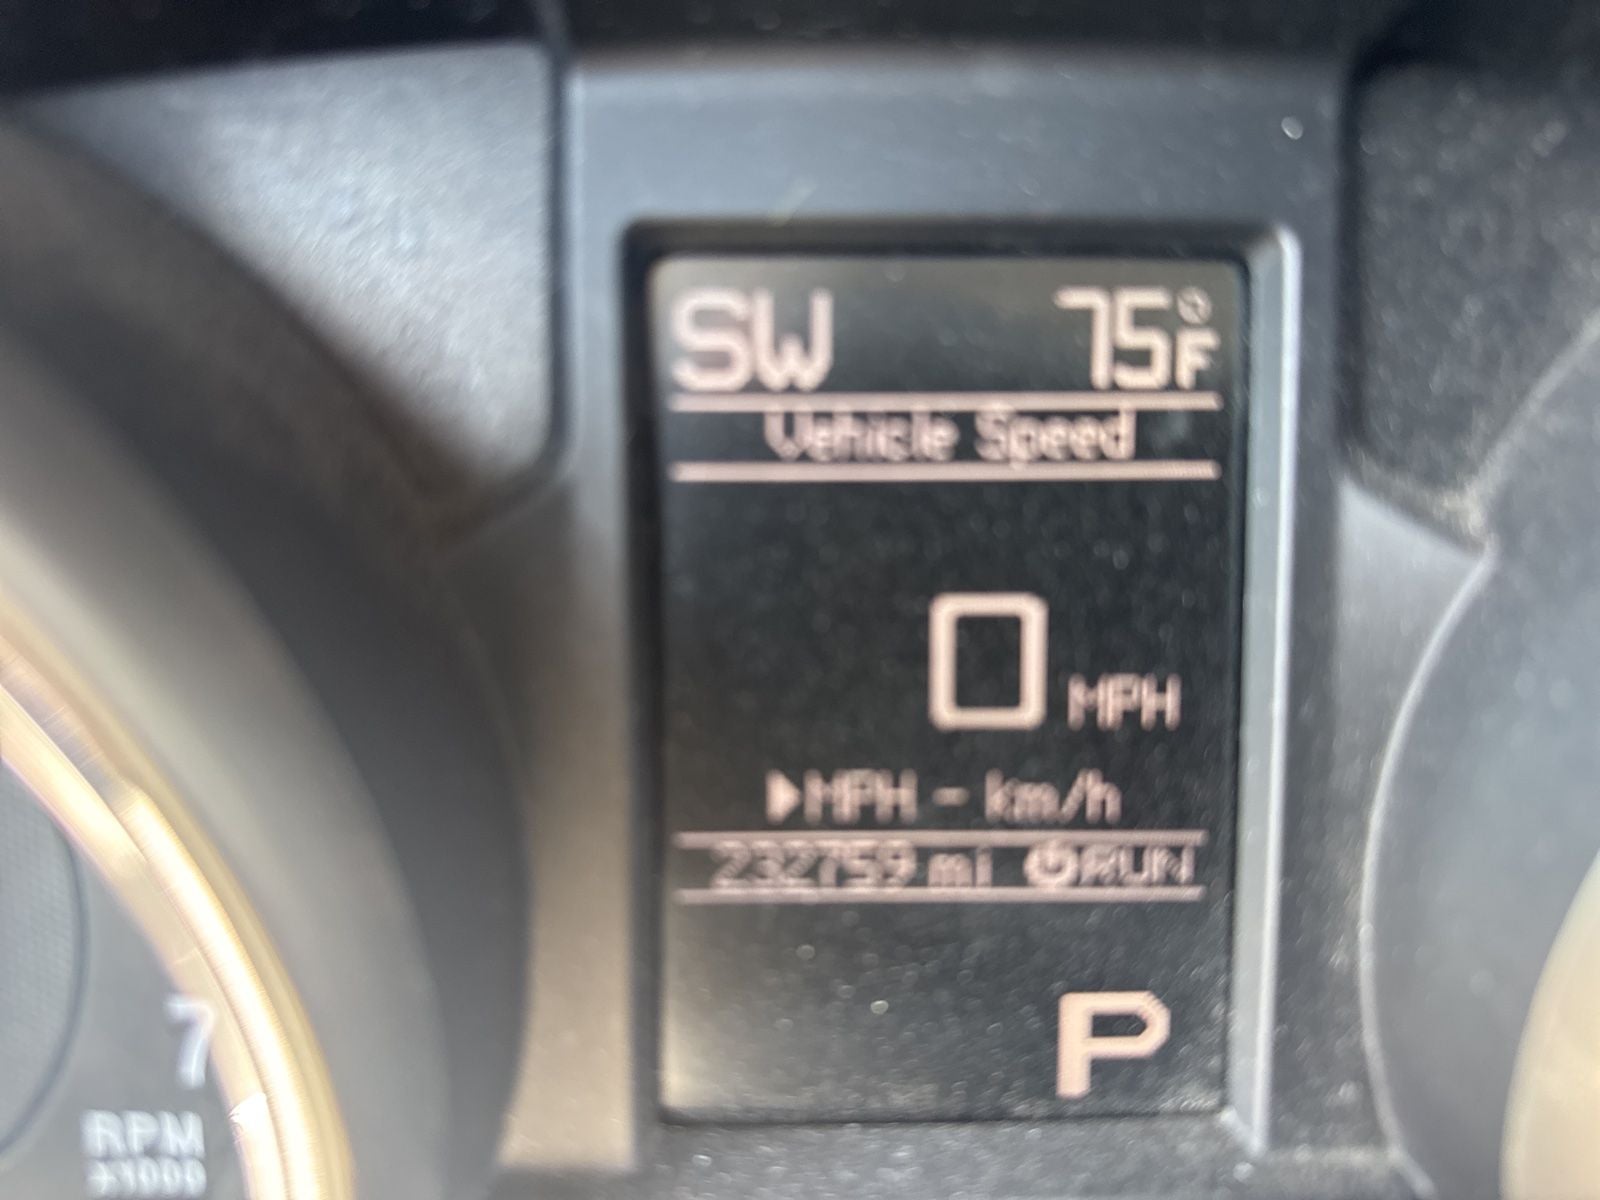 SW 75°F
Vehicle Speed
0 MPH
▶MPH - km/h
232759 mi RUN
P
7
RPM
x1000